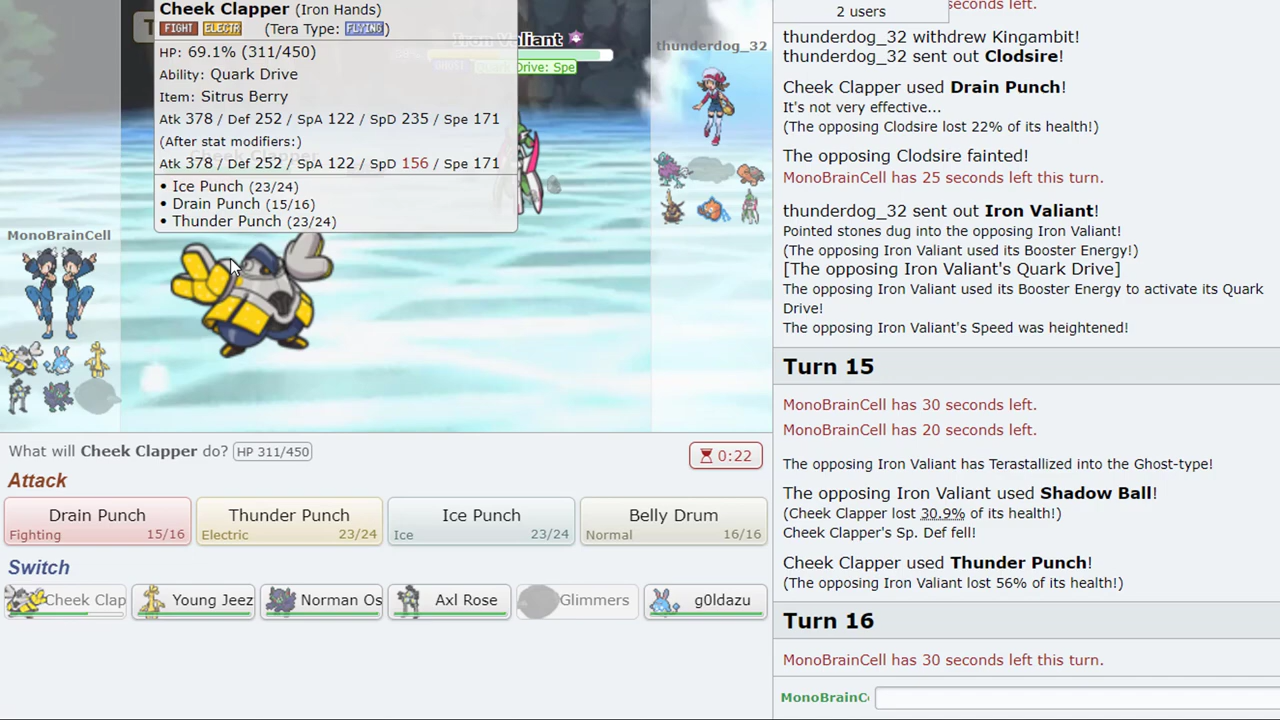 Cheek Clapper (Iron Hands)
FIGHT ELECTR (Tera Type: FLYING)
HP: 69.1% (311/450)
Ability: Quark Drive
Item: Sitrus Berry
Atk 378 / Def 252 / SpA 122 / SpD 235 / Spe 171
(After stat modifiers:)
Atk 378 / Def 252 / SpA 122 / SpD 156 / Spe 171
• Ice Punch (23/24)
• Drain Punch (15/16)
• Thunder Punch (23/24)
Iron Valiant
Quark Drive: Spe
thunderdog_32
MonoBrainCell
What will Cheek Clapper do? HP 311/450
0:22
Attack
Drain Punch
Fighting 15/16
Thunder Punch
Electric 23/24
Ice Punch
Ice 23/24
Belly Drum
Normal 16/16
Switch
Cheek Clap
Young Jeez
Norman Os
Axl Rose
Glimmers
g0ldazu
2 users
seconds left.
thunderdog_32 withdrew Kingambit!
thunderdog_32 sent out Clodsire!
Cheek Clapper used Drain Punch!
It's not very effective...
(The opposing Clodsire lost 22% of its health!)
The opposing Clodsire fainted!
MonoBrainCell has 25 seconds left this turn.
thunderdog_32 sent out Iron Valiant!
Pointed stones dug into the opposing Iron Valiant!
(The opposing Iron Valiant used its Booster Energy!)
[The opposing Iron Valiant's Quark Drive]
The opposing Iron Valiant used its Booster Energy to activate its Quark
Drive!
The opposing Iron Valiant's Speed was heightened!
Turn 15
MonoBrainCell has 30 seconds left.
MonoBrainCell has 20 seconds left.
The opposing Iron Valiant has Terastallized into the Ghost-type!
The opposing Iron Valiant used Shadow Ball!
(Cheek Clapper lost 30.9% of its health!)
Cheek Clapper's Sp. Def fell!
Cheek Clapper used Thunder Punch!
(The opposing Iron Valiant lost 56% of its health!)
Turn 16
MonoBrainCell has 30 seconds left this turn.
MonoBrainC